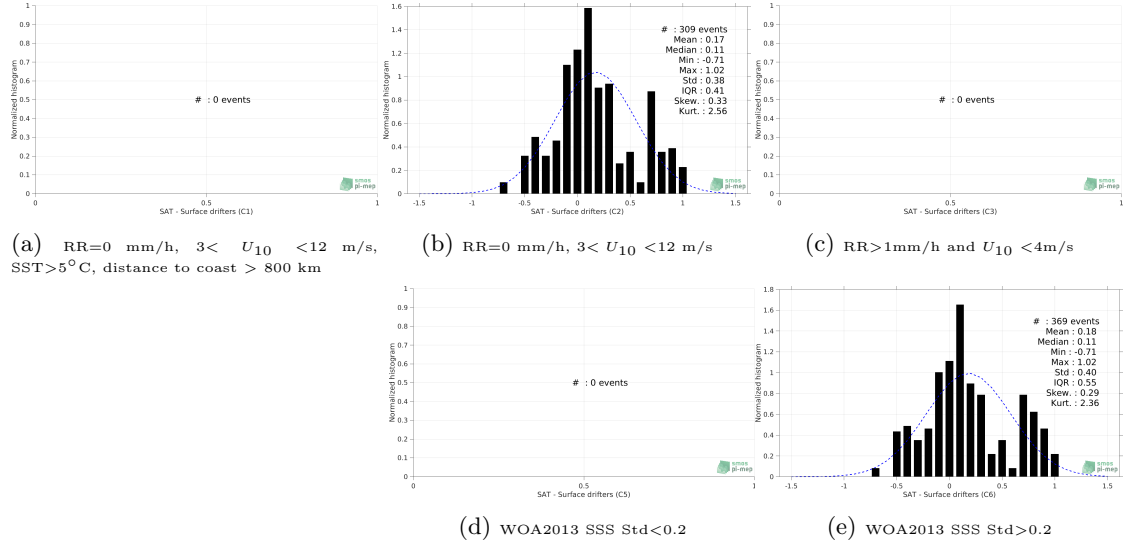 1
0.9
0.8
0.7
0.6
0.5
0.4
0.3
0.2
0.1
0
0
0.5
1
Normalized histogram
# : 0 events
SAT - Surface drifters (C1)
smos
pi-mep
(a) RR=0 mm/h, 3< U10 <12 m/s,
SST>5°C, distance to coast > 800 km
1.6
1.4
1.2
1
0.8
0.6
0.4
0.2
0
-1.5
-1
-0.5
0
0.5
1
1.5
Normalized histogram
# : 309 events
Mean : 0.17
Median : 0.11
Min : -0.71
Max : 1.02
Std : 0.38
IQR : 0.41
Skew. : 0.33
Kurt. : 2.56
SAT - Surface drifters (C2)
smos
pi-mep
(b) RR=0 mm/h, 3< U10 <12 m/s
1
0.9
0.8
0.7
0.6
0.5
0.4
0.3
0.2
0.1
0
0
0.5
1
Normalized histogram
# : 0 events
SAT - Surface drifters (C3)
smos
pi-mep
(c) RR>1mm/h and U10 <4m/s
1
0.9
0.8
0.7
0.6
0.5
0.4
0.3
0.2
0.1
0
0
0.5
1
Normalized histogram
# : 0 events
SAT - Surface drifters (C5)
smos
pi-mep
(d) WOA2013 SSS Std<0.2
1.8
1.6
1.4
1.2
1
0.8
0.6
0.4
0.2
0
-1.5
-1
-0.5
0
0.5
1
1.5
Normalized histogram
# : 369 events
Mean : 0.18
Median : 0.11
Min : -0.71
Max : 1.02
Std : 0.40
IQR : 0.55
Skew. : 0.29
Kurt. : 2.36
SAT - Surface drifters (C6)
smos
pi-mep
(e) WOA2013 SSS Std>0.2